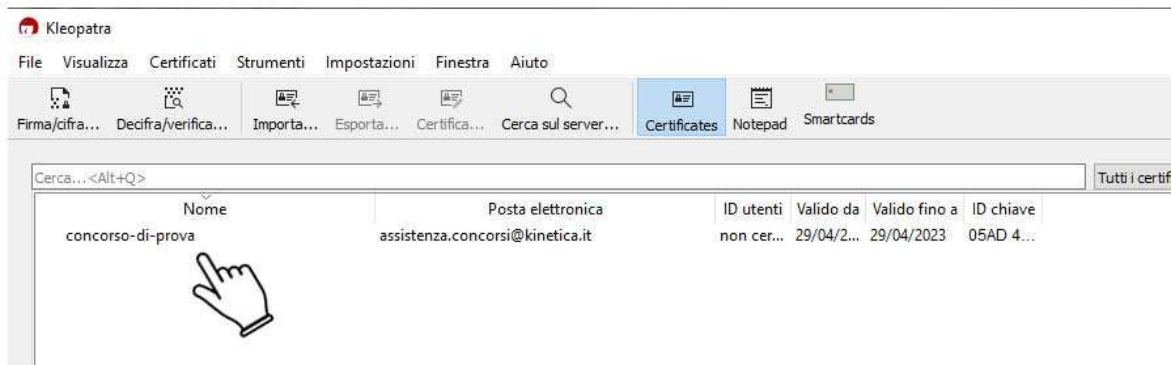 Kleopatra
File Visualizza Certificati Strumenti Impostazioni Finestra Aiuto
Firma/cifra... Decifra/verifica... Importa... Esporta... Certifica... Cerca sul server... Certificates Notepad Smartcards
Cerca...<Alt+Q> Tutti i certif
Nome Posta elettronica ID utenti Valido da Valido fino a ID chiave
concorso-di-prova assistenza.concorsi@kinetica.it non cer... 29/04/2... 29/04/2023 05AD 4...